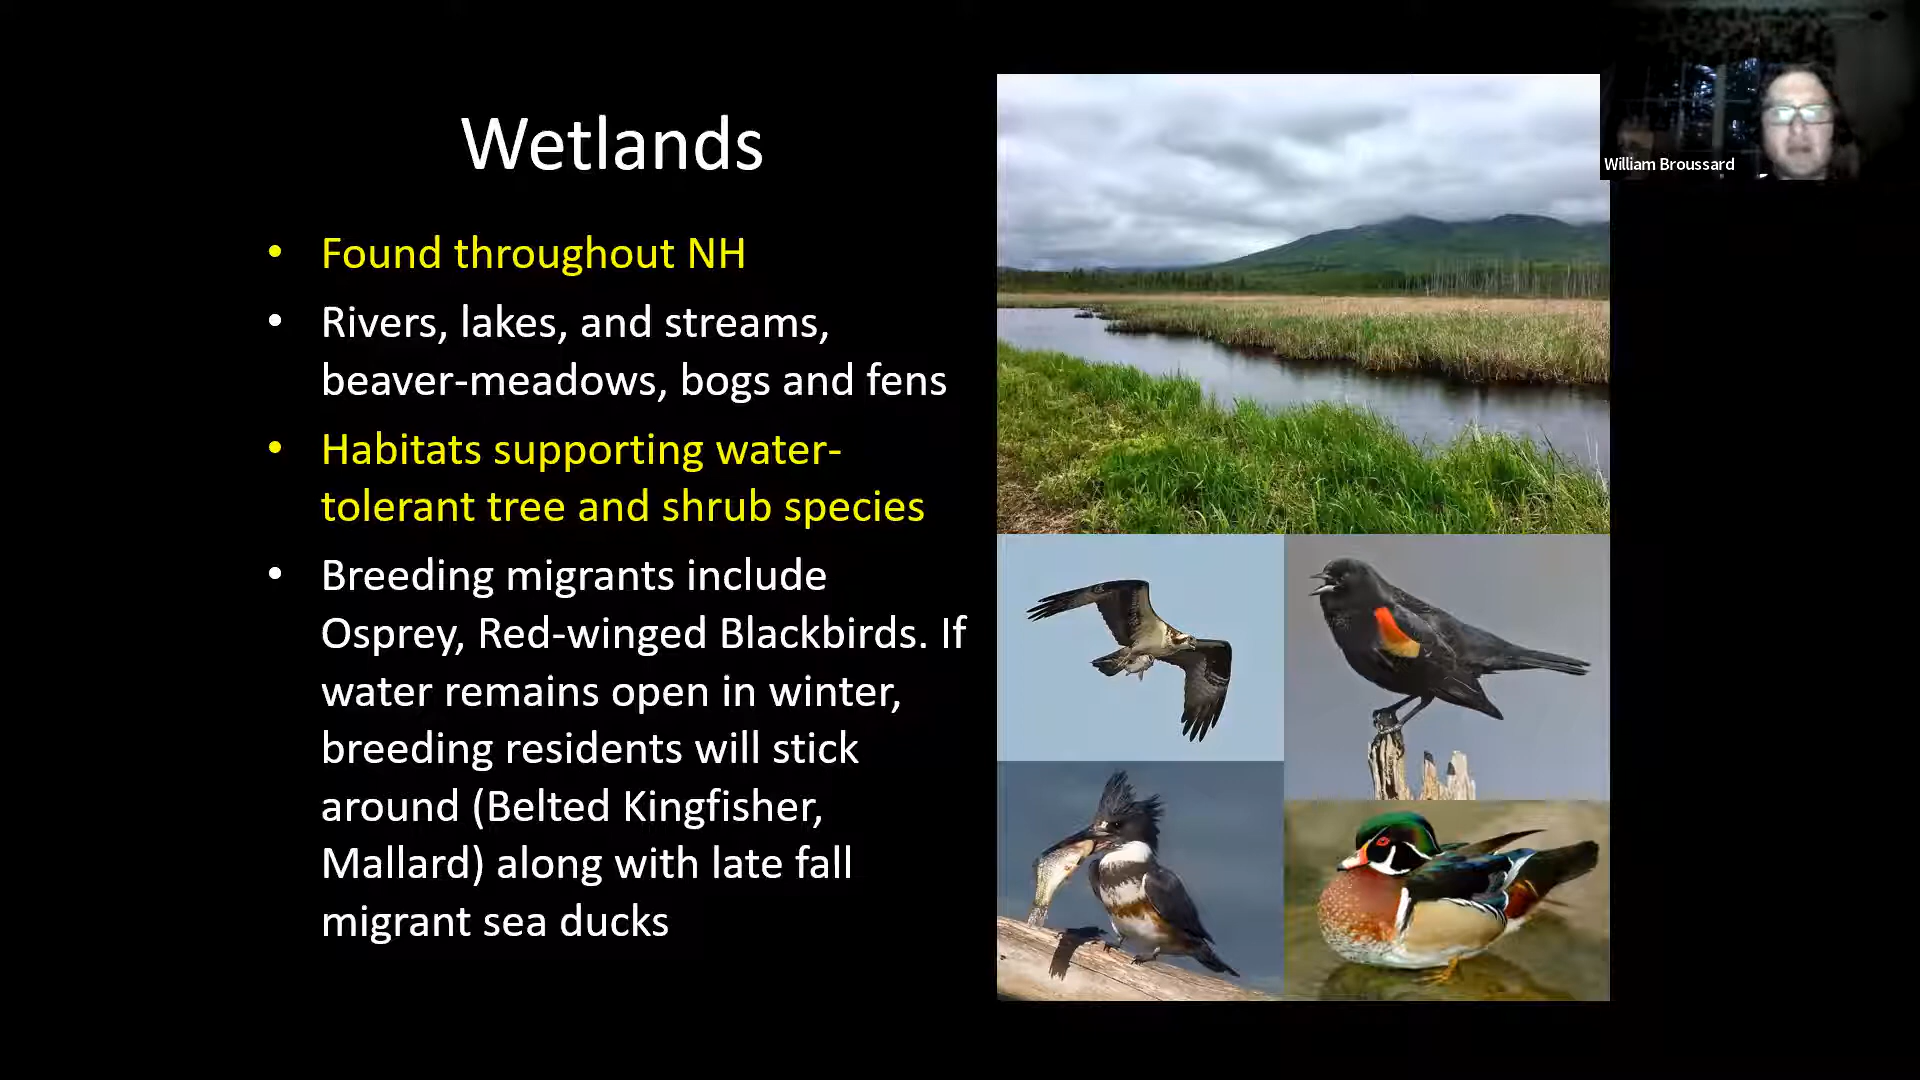 Wetlands
• Found throughout NH
• Rivers, lakes, and streams,
beaver-meadows, bogs and fens
• Habitats supporting water-
tolerant tree and shrub species
• Breeding migrants include
Osprey, Red-winged Blackbirds. If
water remains open in winter,
breeding residents will stick
around (Belted Kingfisher,
Mallard) along with late fall
migrant sea ducks
William Broussard